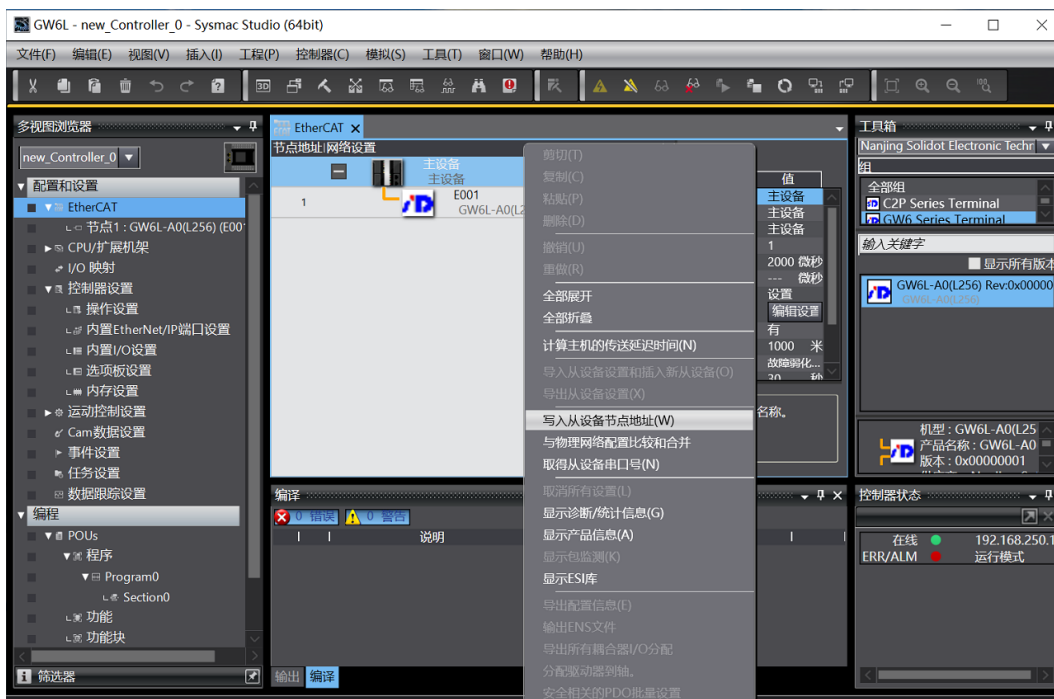 GW6L - new_Controller_0 - Sysmac Studio (64bit)
文件(F) 编辑(E) 视图(V) 插入(I) 工程(P) 控制器(C) 模拟(S) 工具(T) 窗口(W) 帮助(H)
多视图浏览器
new_Controller_0
配置和设置
EtherCAT
节点1 : GW6L-A0(L256) (E00
CPU/扩展机架
I/O 映射
控制器设置
操作设置
内置EtherNet/IP端口设置
内置I/O设置
选项板设置
内存设置
运动控制设置
Cam数据设置
事件设置
任务设置
数据跟踪设置
编程
POUs
程序
Program0
Section0
功能
功能块
筛选器
EtherCAT
节点地址|网络设置
主设备
主设备
1
E001
GW6L-A0(L2
剪切(T)
复制(C)
粘贴(P)
删除(D)
撤销(U)
重做(R)
全部展开
全部折叠
计算主机的传送延迟时间(N)
导入从设备设置和插入新从设备(O)
导出从设备设置(X)
写入从设备节点地址(W)
与物理网络配置比较和合并
取得从设备串口号(N)
取消所有设置(L)
显示诊断/统计信息(G)
显示产品信息(A)
显示包监测(K)
显示ESI库
导出配置信息(E)
输出ENS文件
导出所有耦合器I/O分配
分配驱动器到轴。
安全相关的PDO批量设置
值
主设备
主设备
主设备
1
2000 微秒
--- 微秒
设置
编辑设置
有
1000 米
故障弱化...
30 秒
名称。
编译
0 错误 0 警告
说明
输出 编译
工具箱
Nanjing Solidot Electronic Techr
组
全部组
C2P Series Terminal
GW6 Series Terminal
输入关键字
显示所有版本
GW6L-A0(L256) Rev:0x00000
GW6L-A0(L256)
机型 : GW6L-A0(L25
产品名称 : GW6L-A0
版本 : 0x00000001
控制器状态
在线 192.168.250.1
ERR/ALM 运行模式